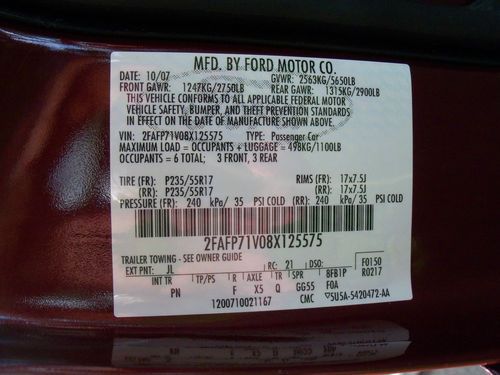 MFD. BY FORD MOTOR CO.
DATE: 10/07 GVWR: 2563KG/5650LB
FRONT GAWR: 1247KG/2750LB REAR GAWR: 1315KG/2900LB
THIS VEHICLE CONFORMS TO ALL APPLICABLE FEDERAL MOTOR
VEHICLE SAFETY, BUMPER, AND THEFT PREVENTION STANDARDS
IN EFFECT ON THE DATE OF MANUFACTURE SHOWN ABOVE.
VIN: 2FAFP71V08X125575 TYPE: Passenger Car
MAXIMUM LOAD = OCCUPANTS + LUGGAGE = 498KG/1100LB
OCCUPANTS = 6 TOTAL; 3 FRONT, 3 REAR
TIRE (FR): P235/55R17 RIMS (FR): 17x7.5J
(RR): P235/55R17 (RR): 17x7.5J
PRESSURE (FR): 240 kPa/ 35 PSI COLD (RR): 240 kPa/ 35 PSI COLD
2FAFP71V08X125575
TRAILER TOWING - SEE OWNER GUIDE F0150
EXT PNT: JL RC: 21 DSO: R0217
INT TR TP/PS R AXLE TR SPR 8FB1P
PN F X5 Q GG55 F0A
1200710021167 CMC 5U5A-5420472-AA